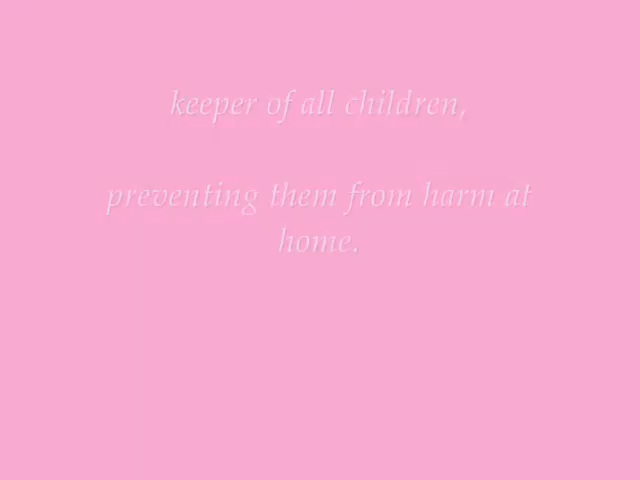 keeper of all children,
preventing them from harm at
home.